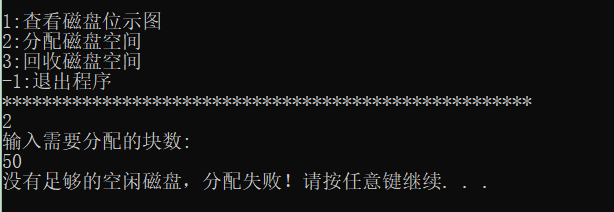 1:查看磁盘位示图
2:分配磁盘空间
3:回收磁盘空间
-1:退出程序
*****************************************************
2
输入需要分配的块数:
50
没有足够的空闲磁盘，分配失败！请按任意键继续. . .